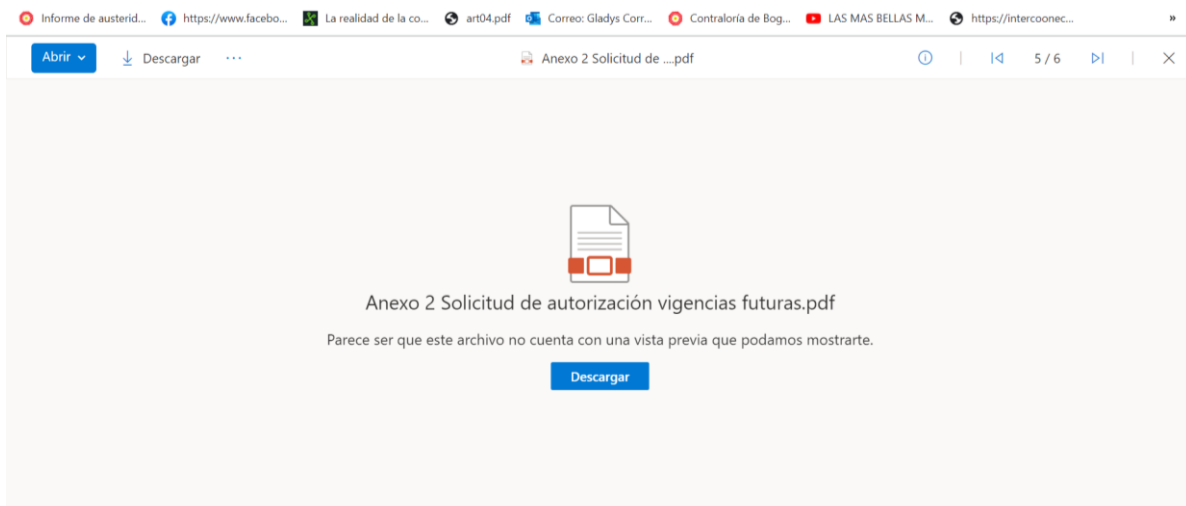 Informe de austerid... https://www.facebo... La realidad de la co... art04.pdf Correo: Gladys Corr... Contraloría de Bog... LAS MAS BELLAS M... https://intercoonec... »
Abrir Descargar ... Anexo 2 Solicitud de ....pdf 5 / 6
Anexo 2 Solicitud de autorización vigencias futuras.pdf
Parece ser que este archivo no cuenta con una vista previa que podamos mostrarte.
Descargar